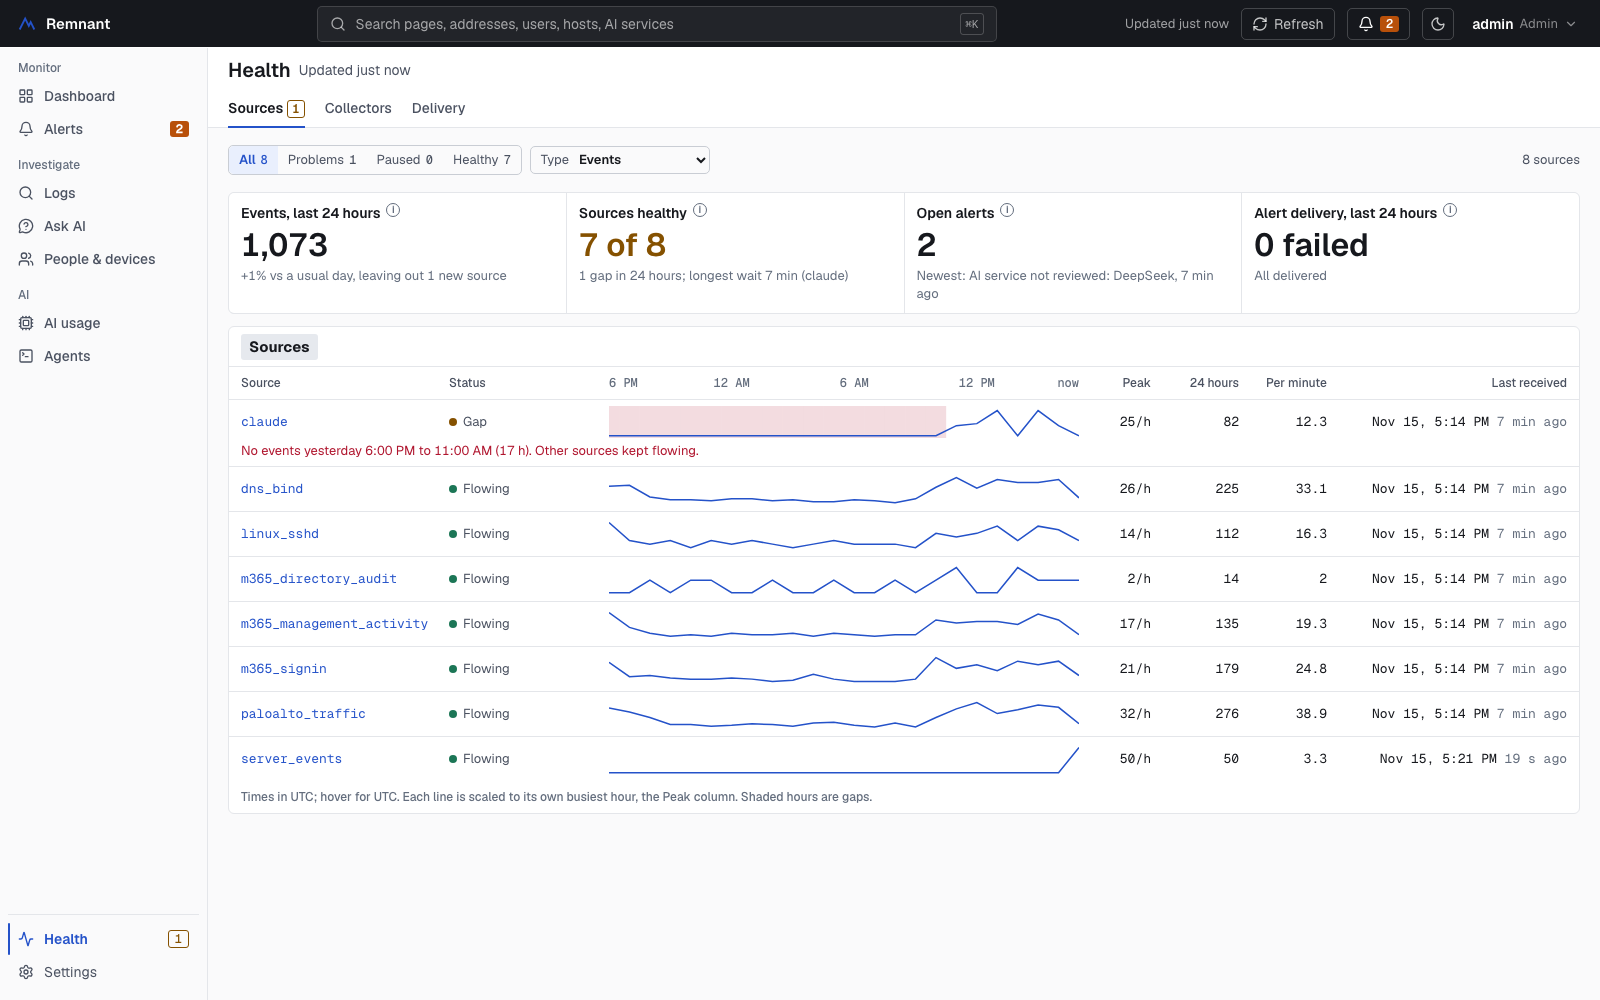 Remnant
Search pages, addresses, users, hosts, AI services
⌘K
Updated just now
Refresh
2
admin Admin
Monitor
Dashboard
Alerts 2
Investigate
Logs
Ask AI
People & devices
AI
AI usage
Agents
Health 1
Settings
Health Updated just now
Sources 1 Collectors Delivery
All 8 Problems 1 Paused 0 Healthy 7
Type Events
8 sources
Events, last 24 hours
1,073
+1% vs a usual day, leaving out 1 new source
Sources healthy
7 of 8
1 gap in 24 hours; longest wait 7 min (claude)
Open alerts
2
Newest: AI service not reviewed: DeepSeek, 7 min
ago
Alert delivery, last 24 hours
0 failed
All delivered
Sources
Source Status 6 PM 12 AM 6 AM 12 PM now Peak 24 hours Per minute Last received
claude Gap 25/h 82 12.3 Nov 15, 5:14 PM 7 min ago
No events yesterday 6:00 PM to 11:00 AM (17 h). Other sources kept flowing.
dns_bind Flowing 26/h 225 33.1 Nov 15, 5:14 PM 7 min ago
linux_sshd Flowing 14/h 112 16.3 Nov 15, 5:14 PM 7 min ago
m365_directory_audit Flowing 2/h 14 2 Nov 15, 5:14 PM 7 min ago
m365_management_activity Flowing 17/h 135 19.3 Nov 15, 5:14 PM 7 min ago
m365_signin Flowing 21/h 179 24.8 Nov 15, 5:14 PM 7 min ago
paloalto_traffic Flowing 32/h 276 38.9 Nov 15, 5:14 PM 7 min ago
server_events Flowing 50/h 50 3.3 Nov 15, 5:21 PM 19 s ago
Times in UTC; hover for UTC. Each line is scaled to its own busiest hour, the Peak column. Shaded hours are gaps.